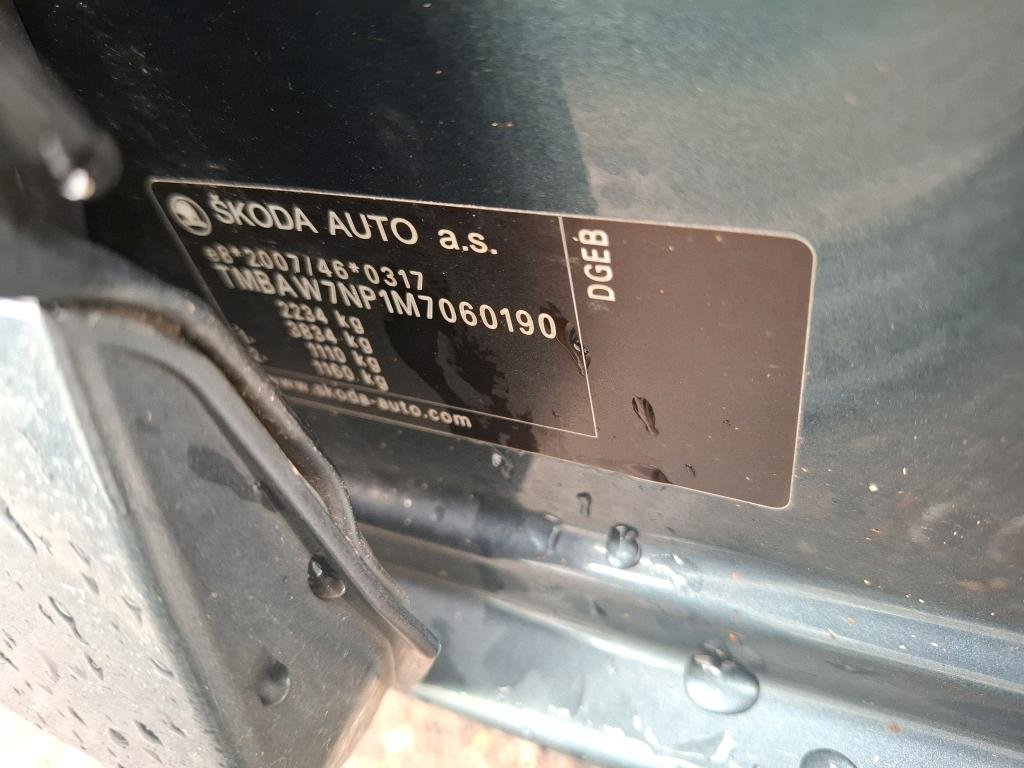 ŠKODA AUTO a.s.
e8*2007/46*0317
TMBAW7NP1M7060190
2234 kg
3834 kg
1110 kg
2. 1160 kg
www.skoda-auto.com
DGEB